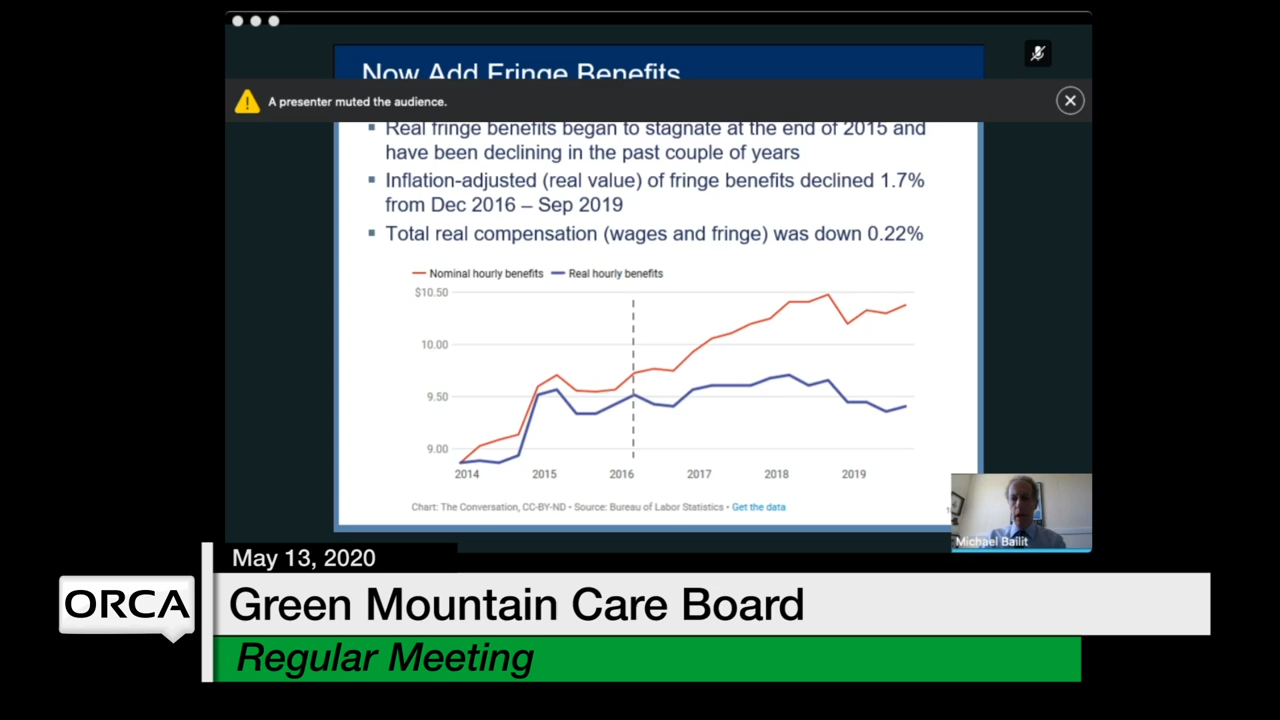 Now Add Fringe Benefits
A presenter muted the audience.
Real fringe benefits began to stagnate at the end of 2015 and
have been declining in the past couple of years
Inflation-adjusted (real value) of fringe benefits declined 1.7%
from Dec 2016 – Sep 2019
Total real compensation (wages and fringe) was down 0.22%
Nominal hourly benefits Real hourly benefits
$10.50
10.00
9.50
9.00
2014 2015 2016 2017 2018 2019
Chart: The Conversation, CC-BY-ND • Source: Bureau of Labor Statistics • Get the data
Michael Bailit
May 13, 2020
ORCA
Green Mountain Care Board
Regular Meeting